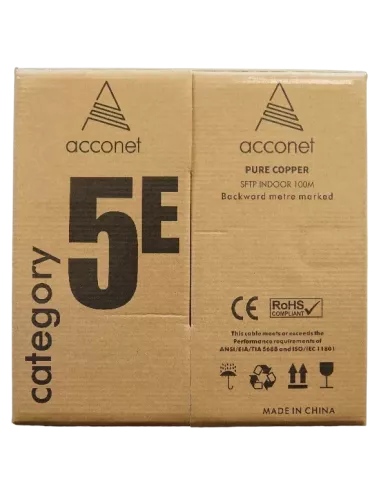 acconet
category
5E
acconet
PURE COPPER
SFTP INDOOR 100M
Backward metre marked
CE
RoHS
COMPLIANT
This cable meets or exceeds the
Performance requirements of
ANSI/EIA/TIA 568B and ISO/IEC 11801
MADE IN CHINA